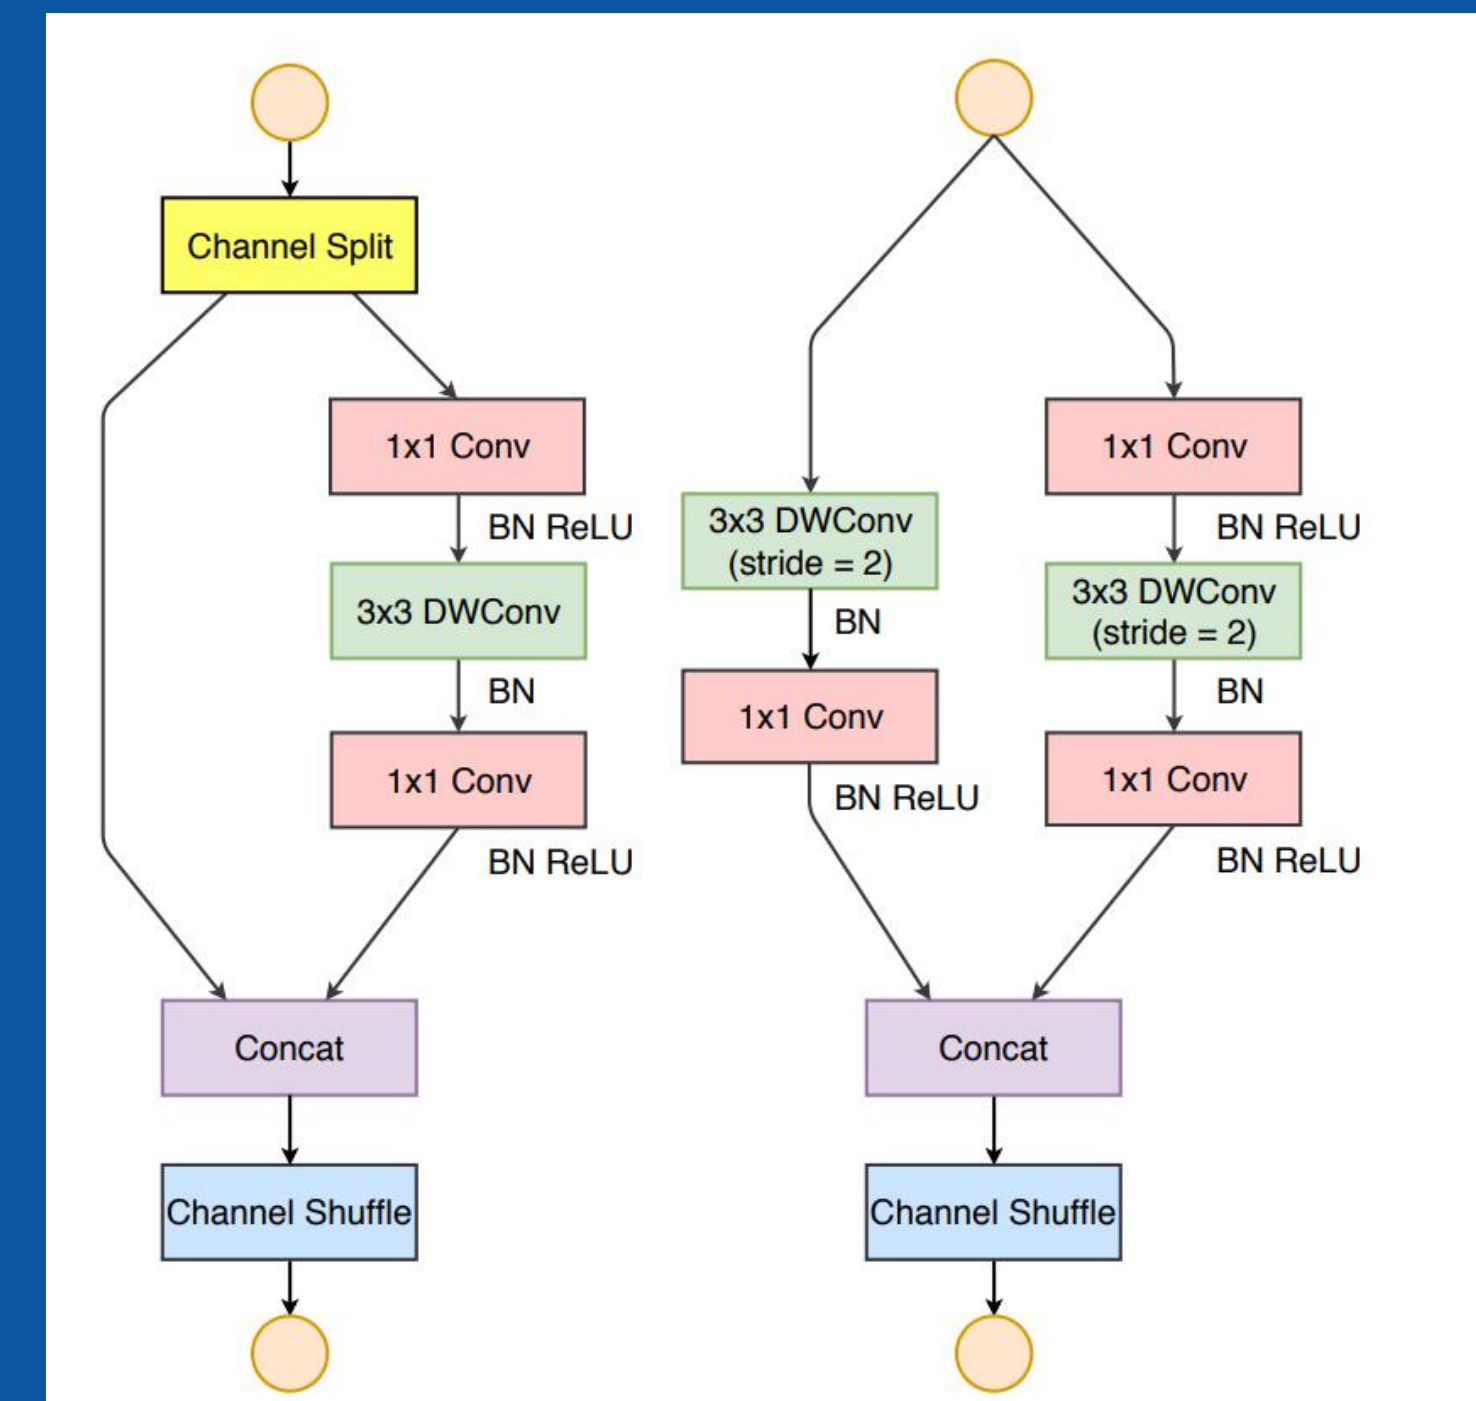 Channel Split
1x1 Conv
BN ReLU
3x3 DWConv
BN
1x1 Conv
BN ReLU
Concat
Channel Shuffle
3x3 DWConv
(stride = 2)
BN
1x1 Conv
BN ReLU
1x1 Conv
BN ReLU
3x3 DWConv
(stride = 2)
BN
1x1 Conv
BN ReLU
Concat
Channel Shuffle